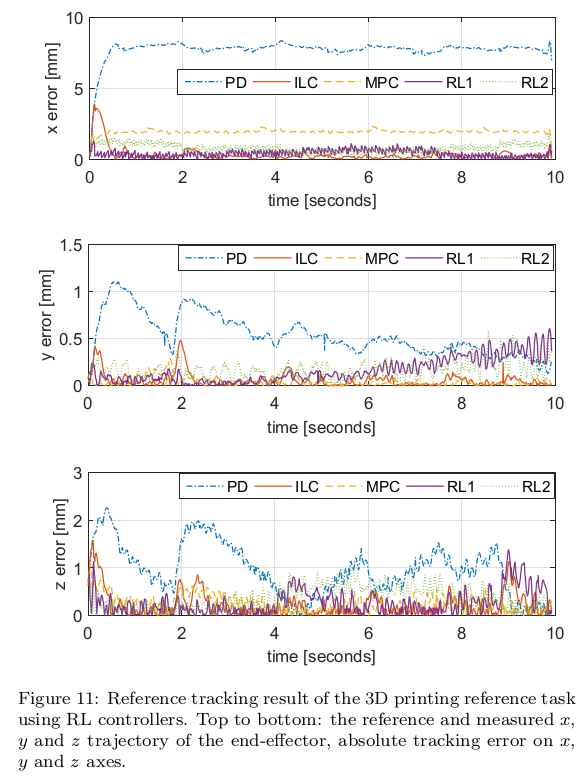 10
5
0
x error [mm]
PD ILC MPC RL1 RL2
0 2 4 6 8 10
time [seconds]
1.5
1
0.5
0
y error [mm]
PD ILC MPC RL1 RL2
0 2 4 6 8 10
time [seconds]
3
2
1
0
z error [mm]
PD ILC MPC RL1 RL2
0 2 4 6 8 10
time [seconds]
Figure 11: Reference tracking result of the 3D printing reference task
using RL controllers. Top to bottom: the reference and measured x,
y and z trajectory of the end-effector, absolute tracking error on x,
y and z axes.